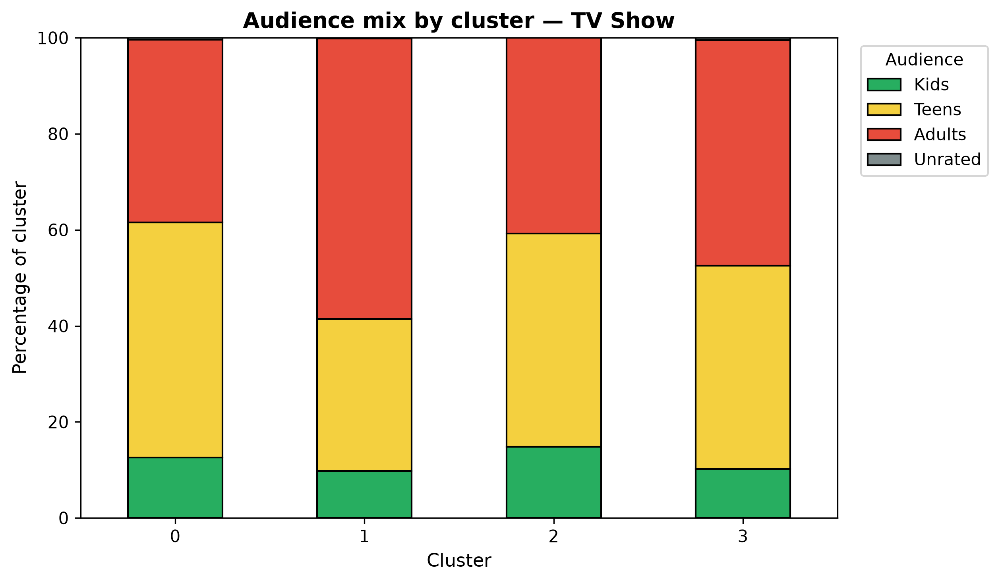 Audience mix by cluster — TV Show
Percentage of cluster
100
80
60
40
20
0
0 1 2 3
Cluster
Audience
Kids
Teens
Adults
Unrated